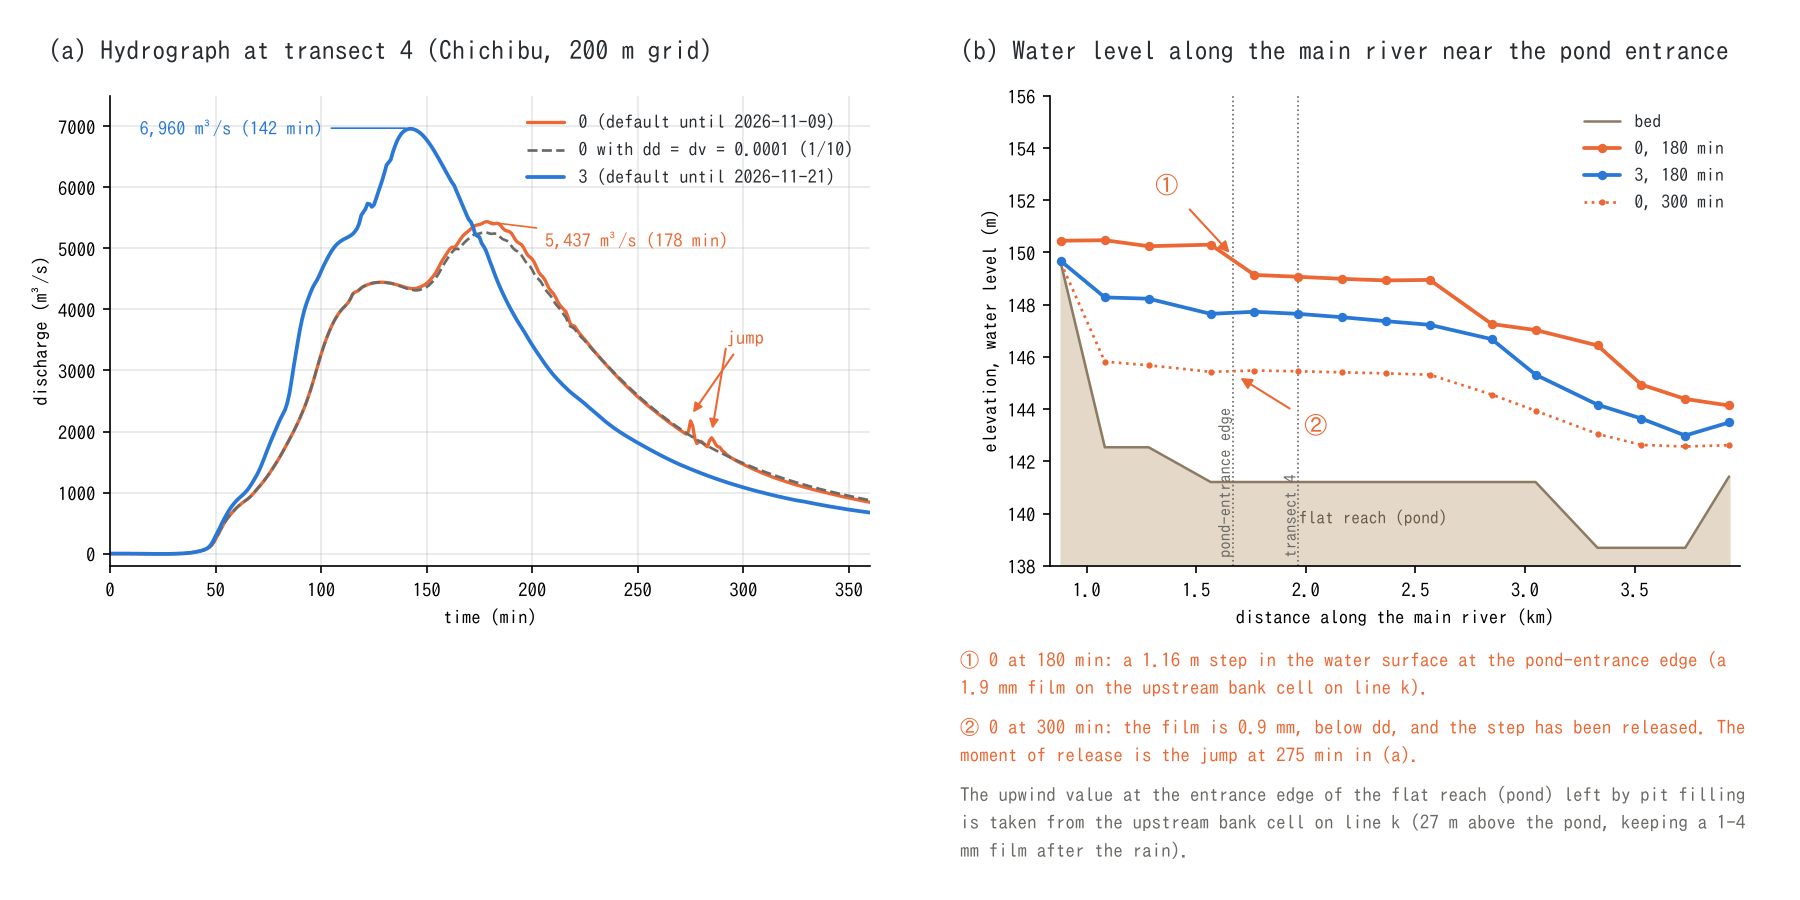 (a) Hydrograph at transect 4 (Chichibu, 200 m grid)
7000
6000
5000
4000
3000
2000
1000
0
discharge (m³/s)
6,960 m³/s (142 min)
0 (default until 2026-11-09)
0 with dd = dv = 0.0001 (1/10)
3 (default until 2026-11-21)
5,437 m³/s (178 min)
jump
0 50 100 150 200 250 300 350
time (min)
(b) Water level along the main river near the pond entrance
156
154
152
150
148
146
144
142
140
138
elevation, water level (m)
bed
0, 180 min
3, 180 min
0, 300 min
①
②
pond-entrance edge
transect 4
flat reach (pond)
1.0 1.5 2.0 2.5 3.0 3.5
distance along the main river (km)
① 0 at 180 min: a 1.16 m step in the water surface at the pond-entrance edge (a
1.9 mm film on the upstream bank cell on line k).
② 0 at 300 min: the film is 0.9 mm, below dd, and the step has been released. The
moment of release is the jump at 275 min in (a).
The upwind value at the entrance edge of the flat reach (pond) left by pit filling
is taken from the upstream bank cell on line k (27 m above the pond, keeping a 1-4
mm film after the rain).